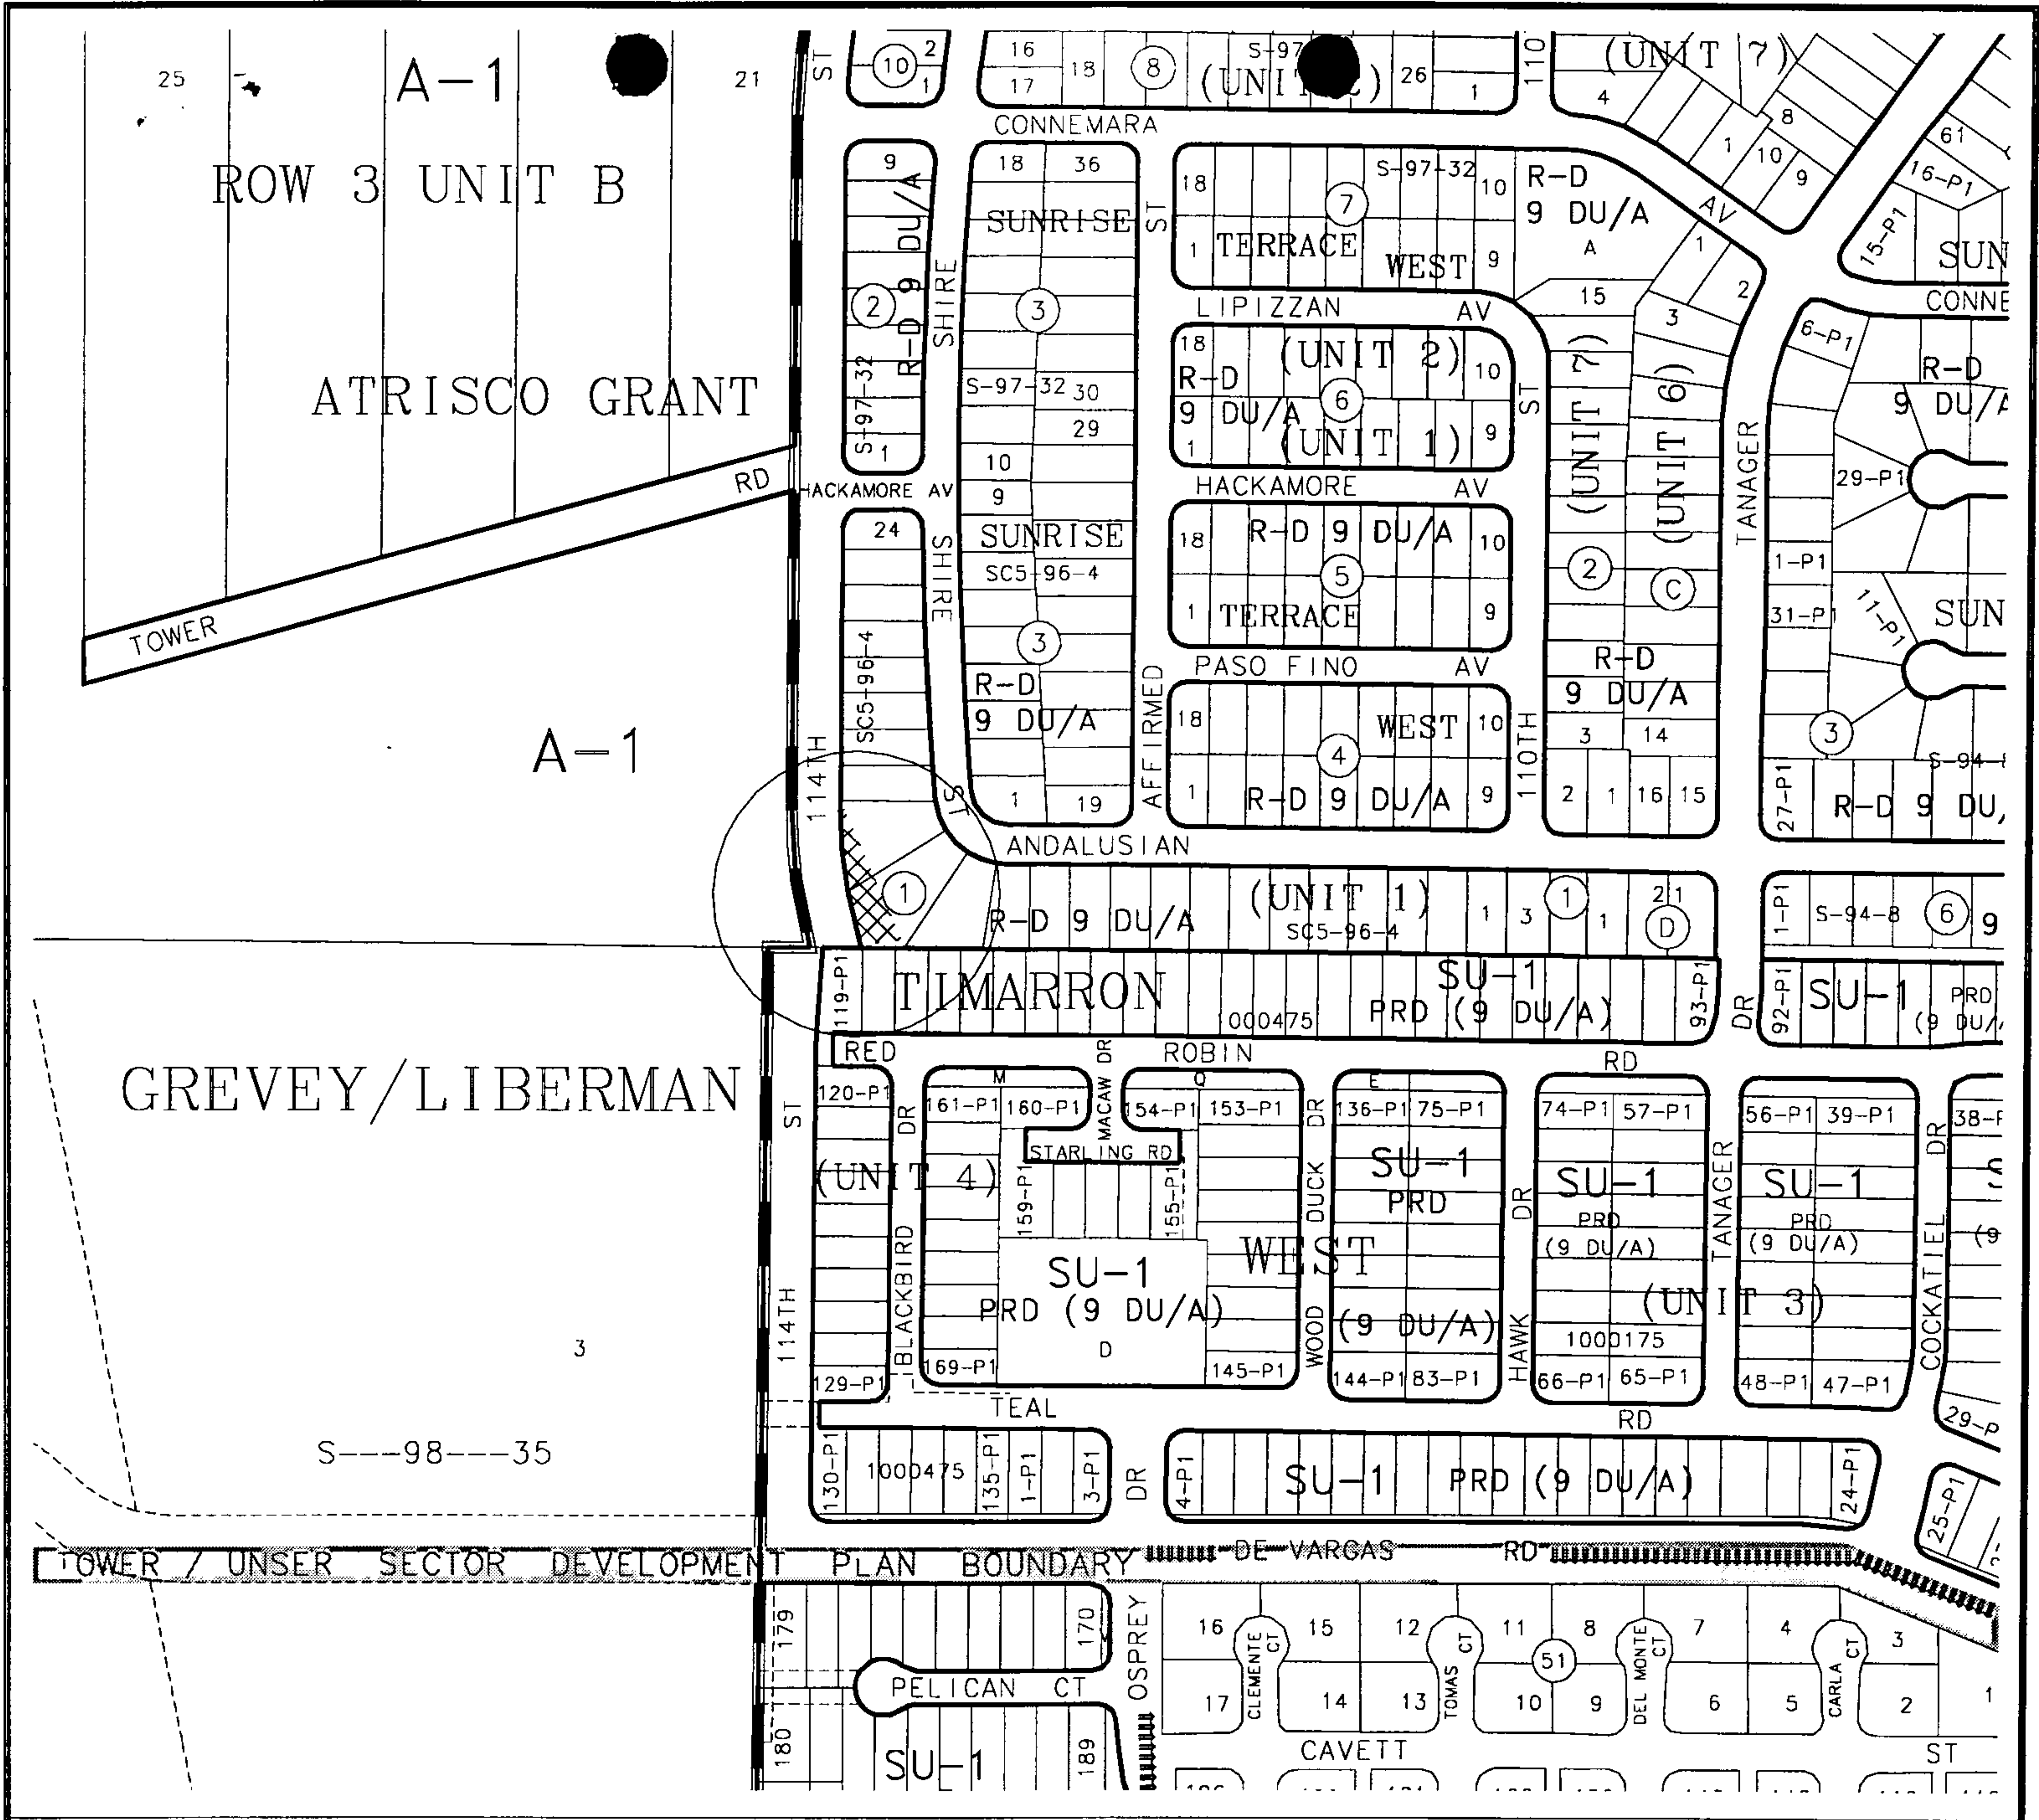 25
A-1
21
ST
10
2
1
16
17
18
8
S-97
(UNIT 2)
26
1
110
(UNIT 7)
4
1
8
10
9
61
16-P1
15-P1
SUN
CONNE
CONNEMARA
AV
ROW 3 UNIT B
ATRISCO GRANT
9
2
R-D 9 DU/A
S-97-32
1
SHIRE
18
36
SUNRISE
3
S-97-32
30
29
10
9
ST
18
S-97-32
10
7
1
TERRACE
WEST
9
R-D
9 DU/A
A
1
2
15
3
LIPIZZAN
AV
18
(UNIT 2)
10
R-D
9 DU/A
6
1
(UNIT 1)
9
ST
(UNIT 7)
(UNIT 6)
TANAGER
6-P1
R-D
9 DU/A
29-P1
RD
TOWER
HACKAMORE AV
HACKAMORE
AV
24
SHIRE
SUNRISE
SC5-96-4
3
R-D
9 DU/A
18
R-D 9 DU/A
10
5
1
TERRACE
9
2
C
1-P1
31-P1
11-P1
SUN
SC5-96-4
PASO FINO
AV
R-D
9 DU/A
AFFIRMED
18
WEST
10
4
1
R-D 9 DU/A
9
110TH
3
14
2
1
16
15
3
S-94-
27-P1
R-D 9 DU,
A-1
114TH
1
19
ST
ANDALUSIAN
1
R-D 9 DU/A
(UNIT 1)
SC5-96-4
1
3
1
1
21
D
1-P1
S-94-8
6
9
119-P1
TIMARRON
000475
SU-1
PRD (9 DU/A)
93-P1
DR
92-P1
SU-1
PRD
(9 DU/
RED
ROBIN
RD
GREVEY/LIBERMAN
ST
120-P1
DR
161-P1
M
160-P1
MACAW DR
154-P1
Q
153-P1
DR
E
136-P1
75-P1
74-P1
57-P1
56-P1
39-P1
DR
38-P
STARLING RD
(UNIT 4)
159-P1
155-P1
DUCK
SU-1
PRD
DR
SU-1
PRD
(9 DU/A)
TANAGER
SU-1
PRD
(9 DU/A)
(9
BLACKBIRD
SU-1
PRD (9 DU/A)
D
WEST
WOOD
(9 DU/A)
HAWK
(UNIT 3)
1000175
COCKATIEL
3
114TH
129-P1
169-P1
145-P1
144-P1
83-P1
66-P1
65-P1
48-P1
47-P1
TEAL
RD
29-P
S---98---35
130-P1
1000475
135-P1
1-P1
3-P1
DR
4-P1
SU-1
PRD (9 DU/A)
24-P1
25-P1
TOWER / UNSER SECTOR DEVELOPMENT PLAN BOUNDARY
DE VARGAS
RD
179
170
OSPREY
16
CLEMENTE CT
15
12
TOMAS CT
11
8
DEL MONTE CT
7
4
CARLA CT
3
51
PELICAN CT
17
14
13
10
9
6
5
2
1
180
SU-1
189
CAVETT
ST